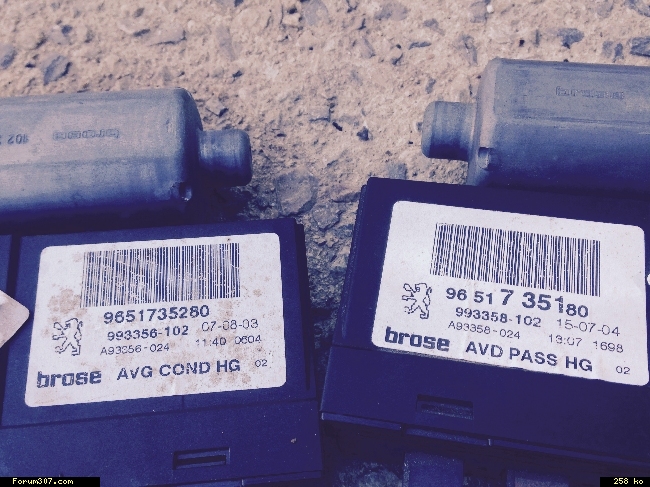 9651735280
993356-102 07-08-03
A93356-024 11:40 0604
brose AVG COND HG 02
96 51 7 35180
993358-102 15-07-04
A93358-024 13:07 1698
brose AVD PASS HG 02
Forum307.com
258 ko